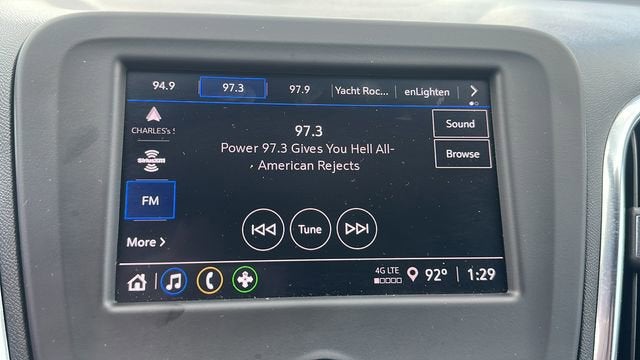 94.9 97.3 97.9 Yacht Roc... enLighten
CHARLES's
97.3
Sound
Power 97.3 Gives You Hell All-
American Rejects
Browse
SiriusXM
FM
Tune
More
4G LTE 92° 1:29